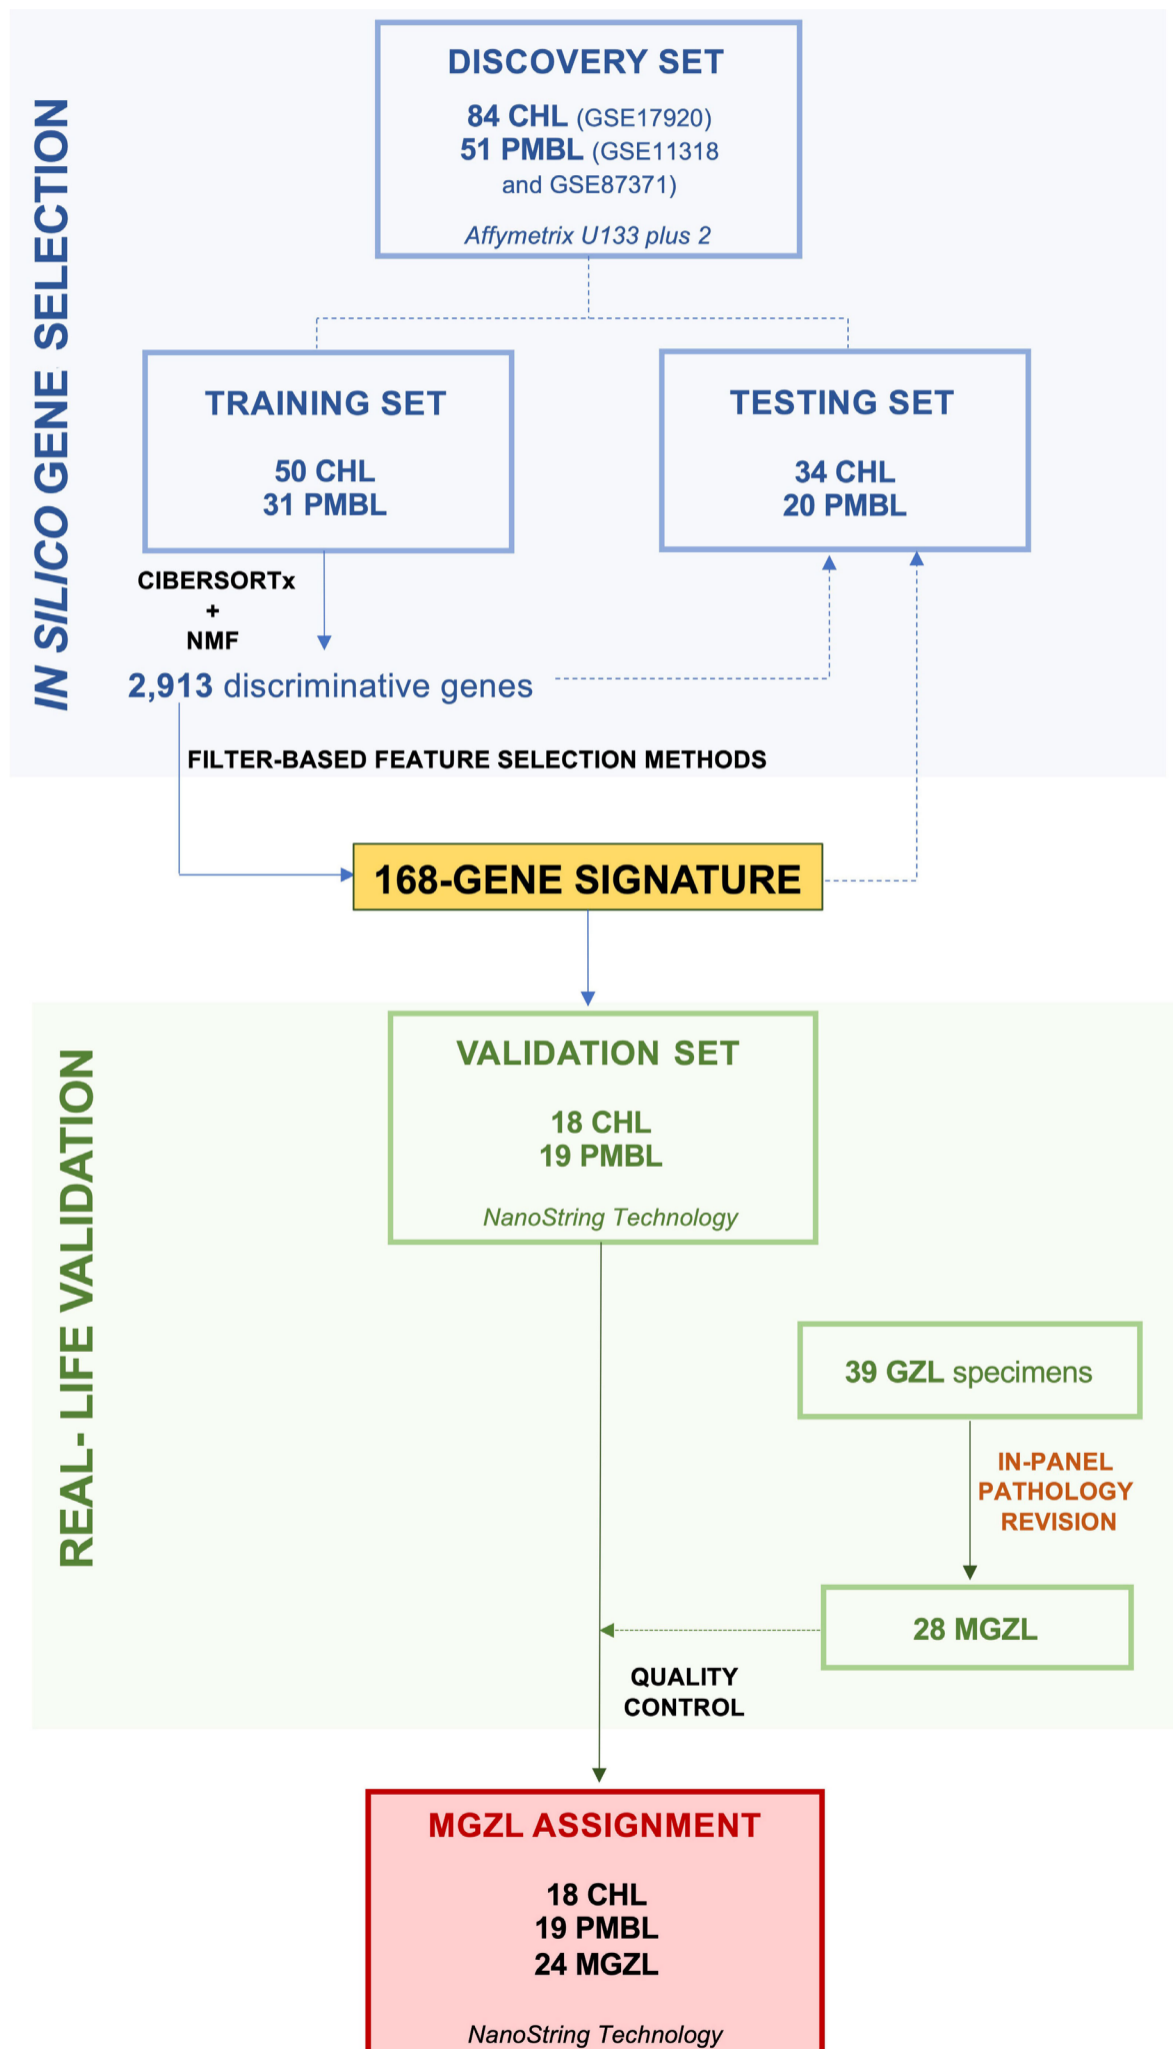 IN SILICO GENE SELECTION
DISCOVERY SET
84 CHL (GSE17920)
51 PMBL (GSE11318
and GSE87371)
Affymetrix U133 plus 2
TRAINING SET
50 CHL
31 PMBL
TESTING SET
34 CHL
20 PMBL
CIBERSORTx
+
NMF
2,913 discriminative genes
FILTER-BASED FEATURE SELECTION METHODS
168-GENE SIGNATURE
REAL- LIFE VALIDATION
VALIDATION SET
18 CHL
19 PMBL
NanoString Technology
39 GZL specimens
IN-PANEL
PATHOLOGY
REVISION
28 MGZL
QUALITY
CONTROL
MGZL ASSIGNMENT
18 CHL
19 PMBL
24 MGZL
NanoString Technology